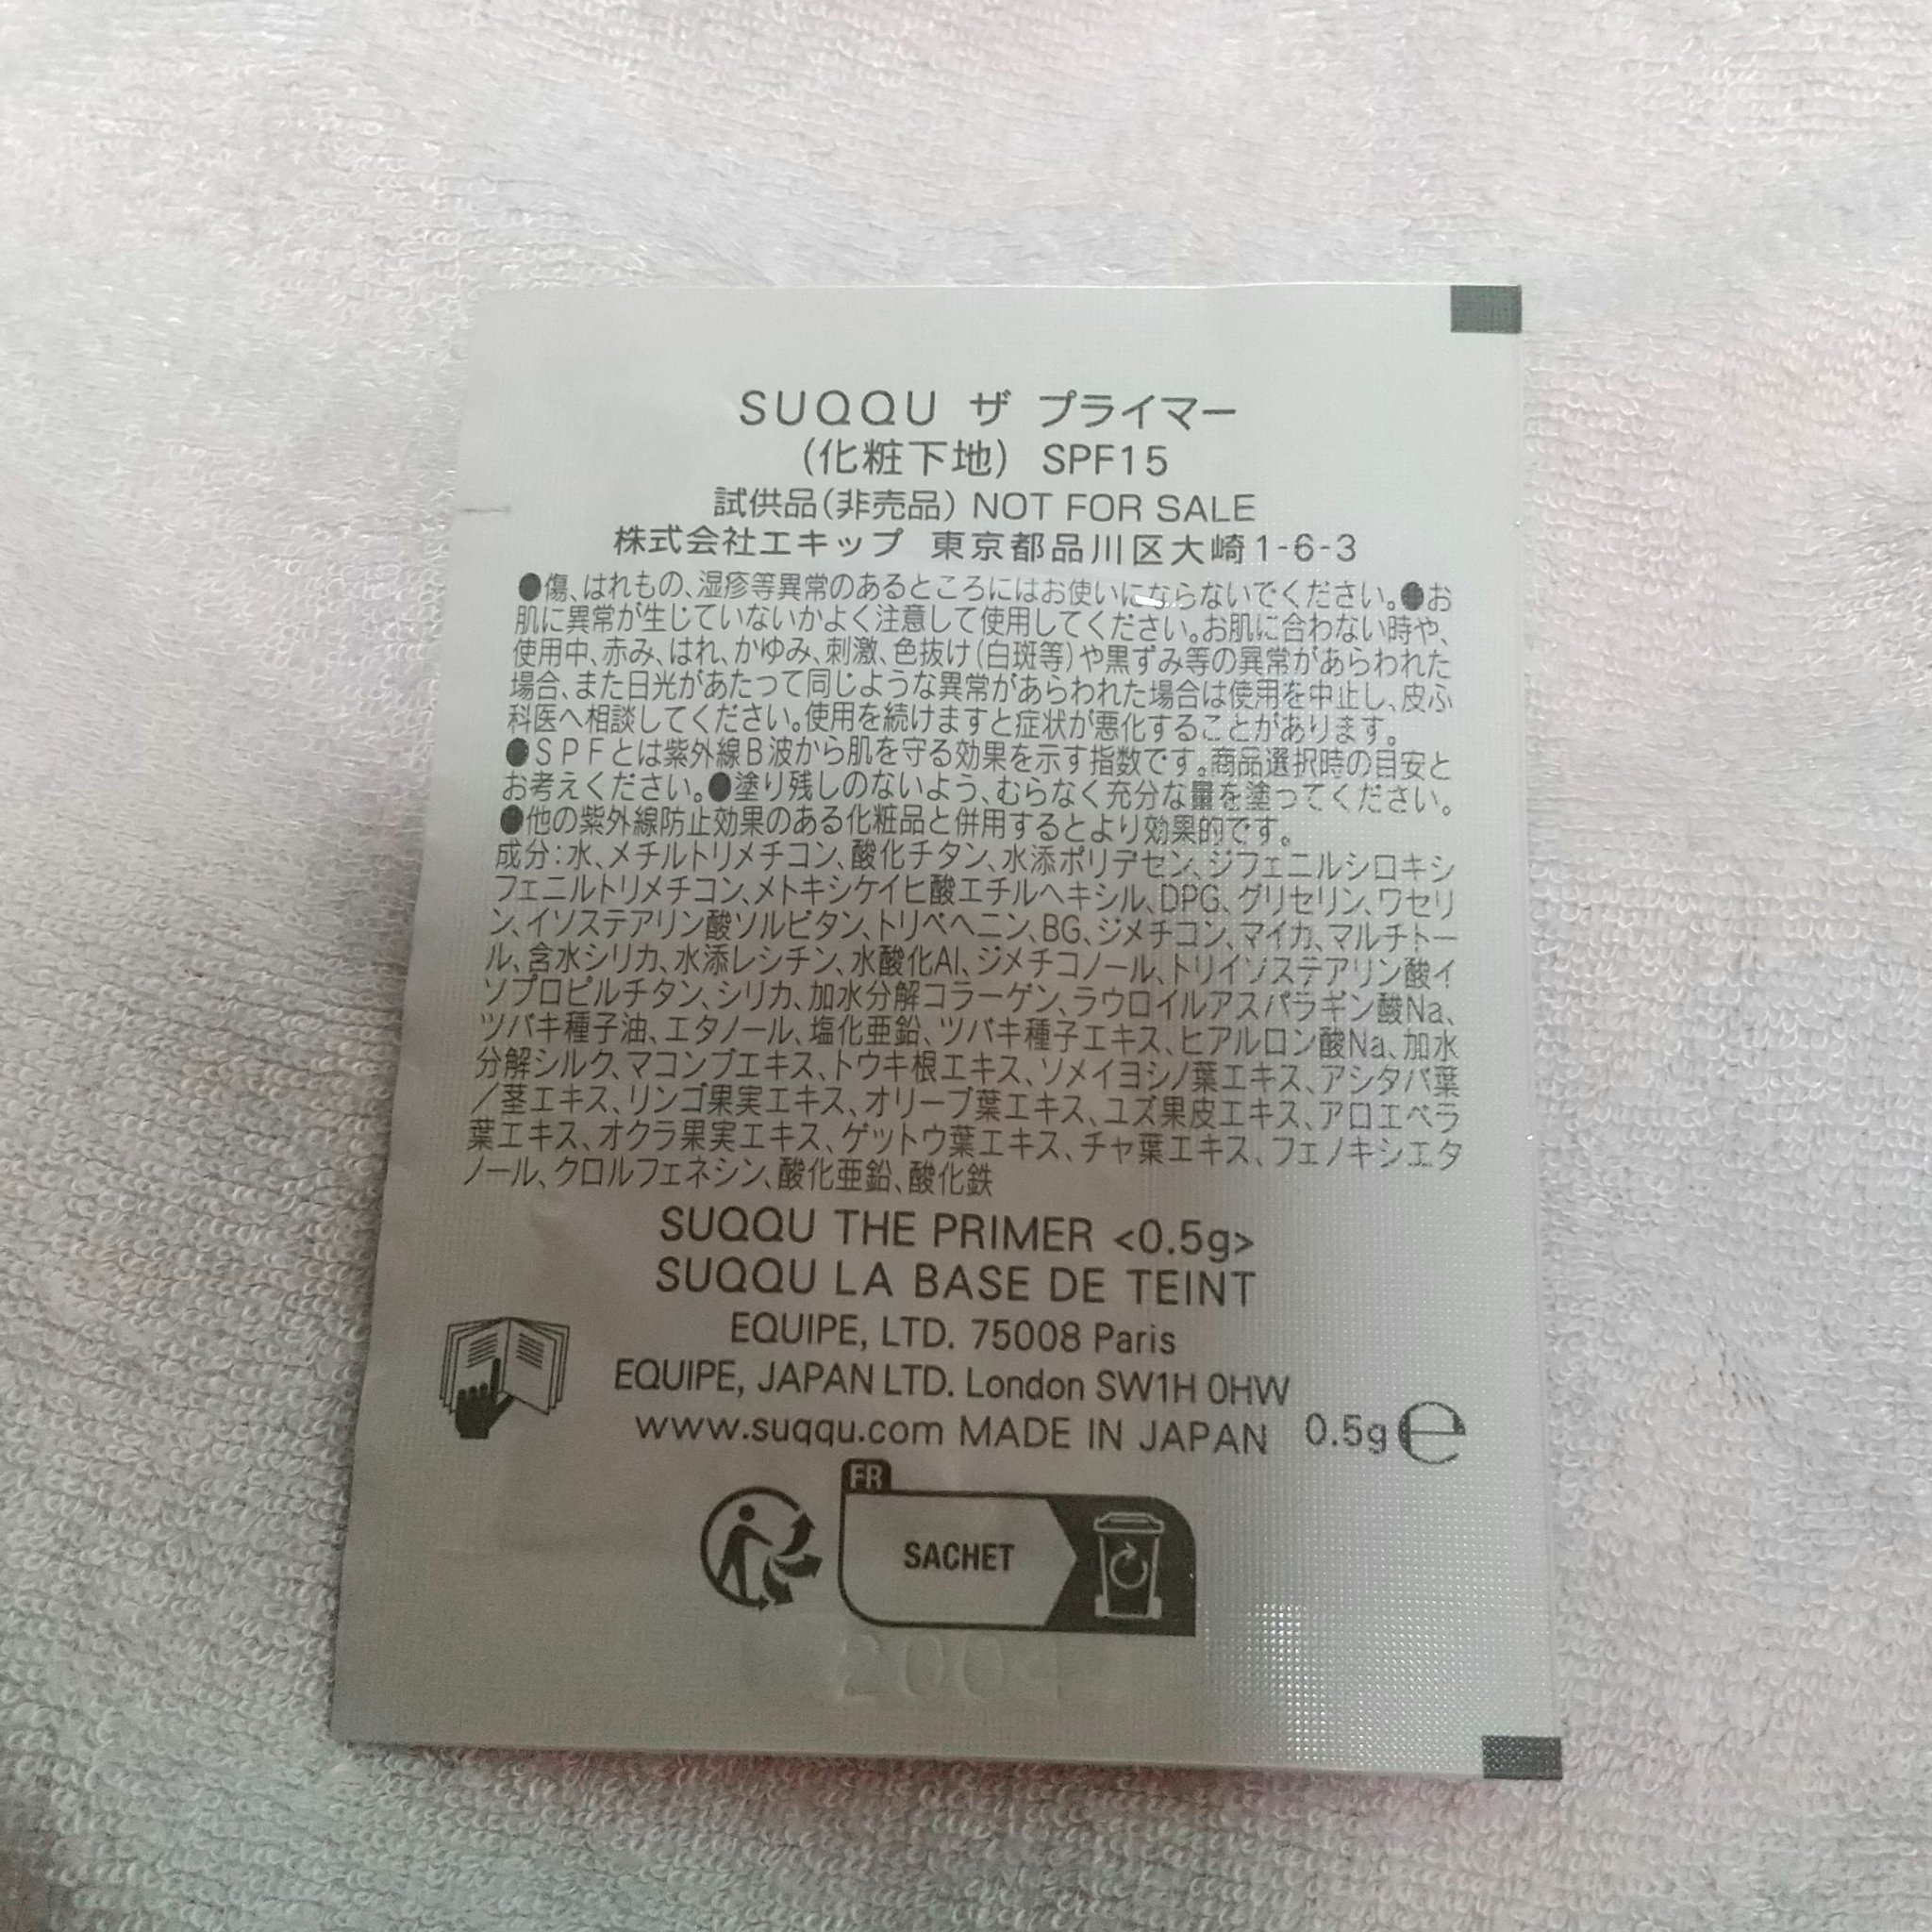 SUQQU ザ プライマー
(化粧下地) SPF15
試供品(非売品) NOT FOR SALE
株式会社エキップ 東京都品川区大崎1-6-3
●傷、はれもの、湿疹等異常のあるところにはお使いにならないでください。●お
肌に異常が生じていないかよく注意して使用してください。お肌に合わない時や、
使用中、赤み、はれ、かゆみ、刺激、色抜け(白斑等)や黒ずみ等の異常があらわれた
場合、また日光があたって同じような異常があらわれた場合は使用を中止し、皮ふ
科医へ相談してください。使用を続けますと症状が悪化することがあります。
●SPFとは紫外線B波から肌を守る効果を示す指数です。商品選択時の目安と
お考えください。●塗り残しのないよう、むらなく充分な量を塗ってください。
●他の紫外線防止効果のある化粧品と併用するとより効果的です。
成分:水、メチルトリメチコン、酸化チタン、水添ポリデセン、ジフェニルシロキシ
フェニルトリメチコン、メトキシケイヒ酸エチルヘキシル、DPG、グリセリン、ワセリ
ン、イソステアリン酸ソルビタン、トリベヘニン、BG、ジメチコン、マイカ、マルチトー
ル、含水シリカ、水添レシチン、水酸化Al、ジメチコノール、トリイソステアリン酸イ
ソプロピルチタン、シリカ、加水分解コラーゲン、ラウロイルアスパラギン酸Na、
ツバキ種子油、エタノール、塩化亜鉛、ツバキ種子エキス、ヒアルロン酸Na、加水
分解シルク、マコンブエキス、トウキ根エキス、ソメイヨシノ葉エキス、アシタバ葉
/茎エキス、リンゴ果実エキス、オリーブ葉エキス、ユズ果皮エキス、アロエベラ
葉エキス、オクラ果実エキス、ゲットウ葉エキス、チャ葉エキス、フェノキシエタ
ノール、クロルフェネシン、酸化亜鉛、酸化鉄
SUQQU THE PRIMER <0.5g>
SUQQU LA BASE DE TEINT
EQUIPE, LTD. 75008 Paris
EQUIPE, JAPAN LTD. London SW1H 0HW
www.suqqu.com MADE IN JAPAN 0.5g ℮
FR
SACHET